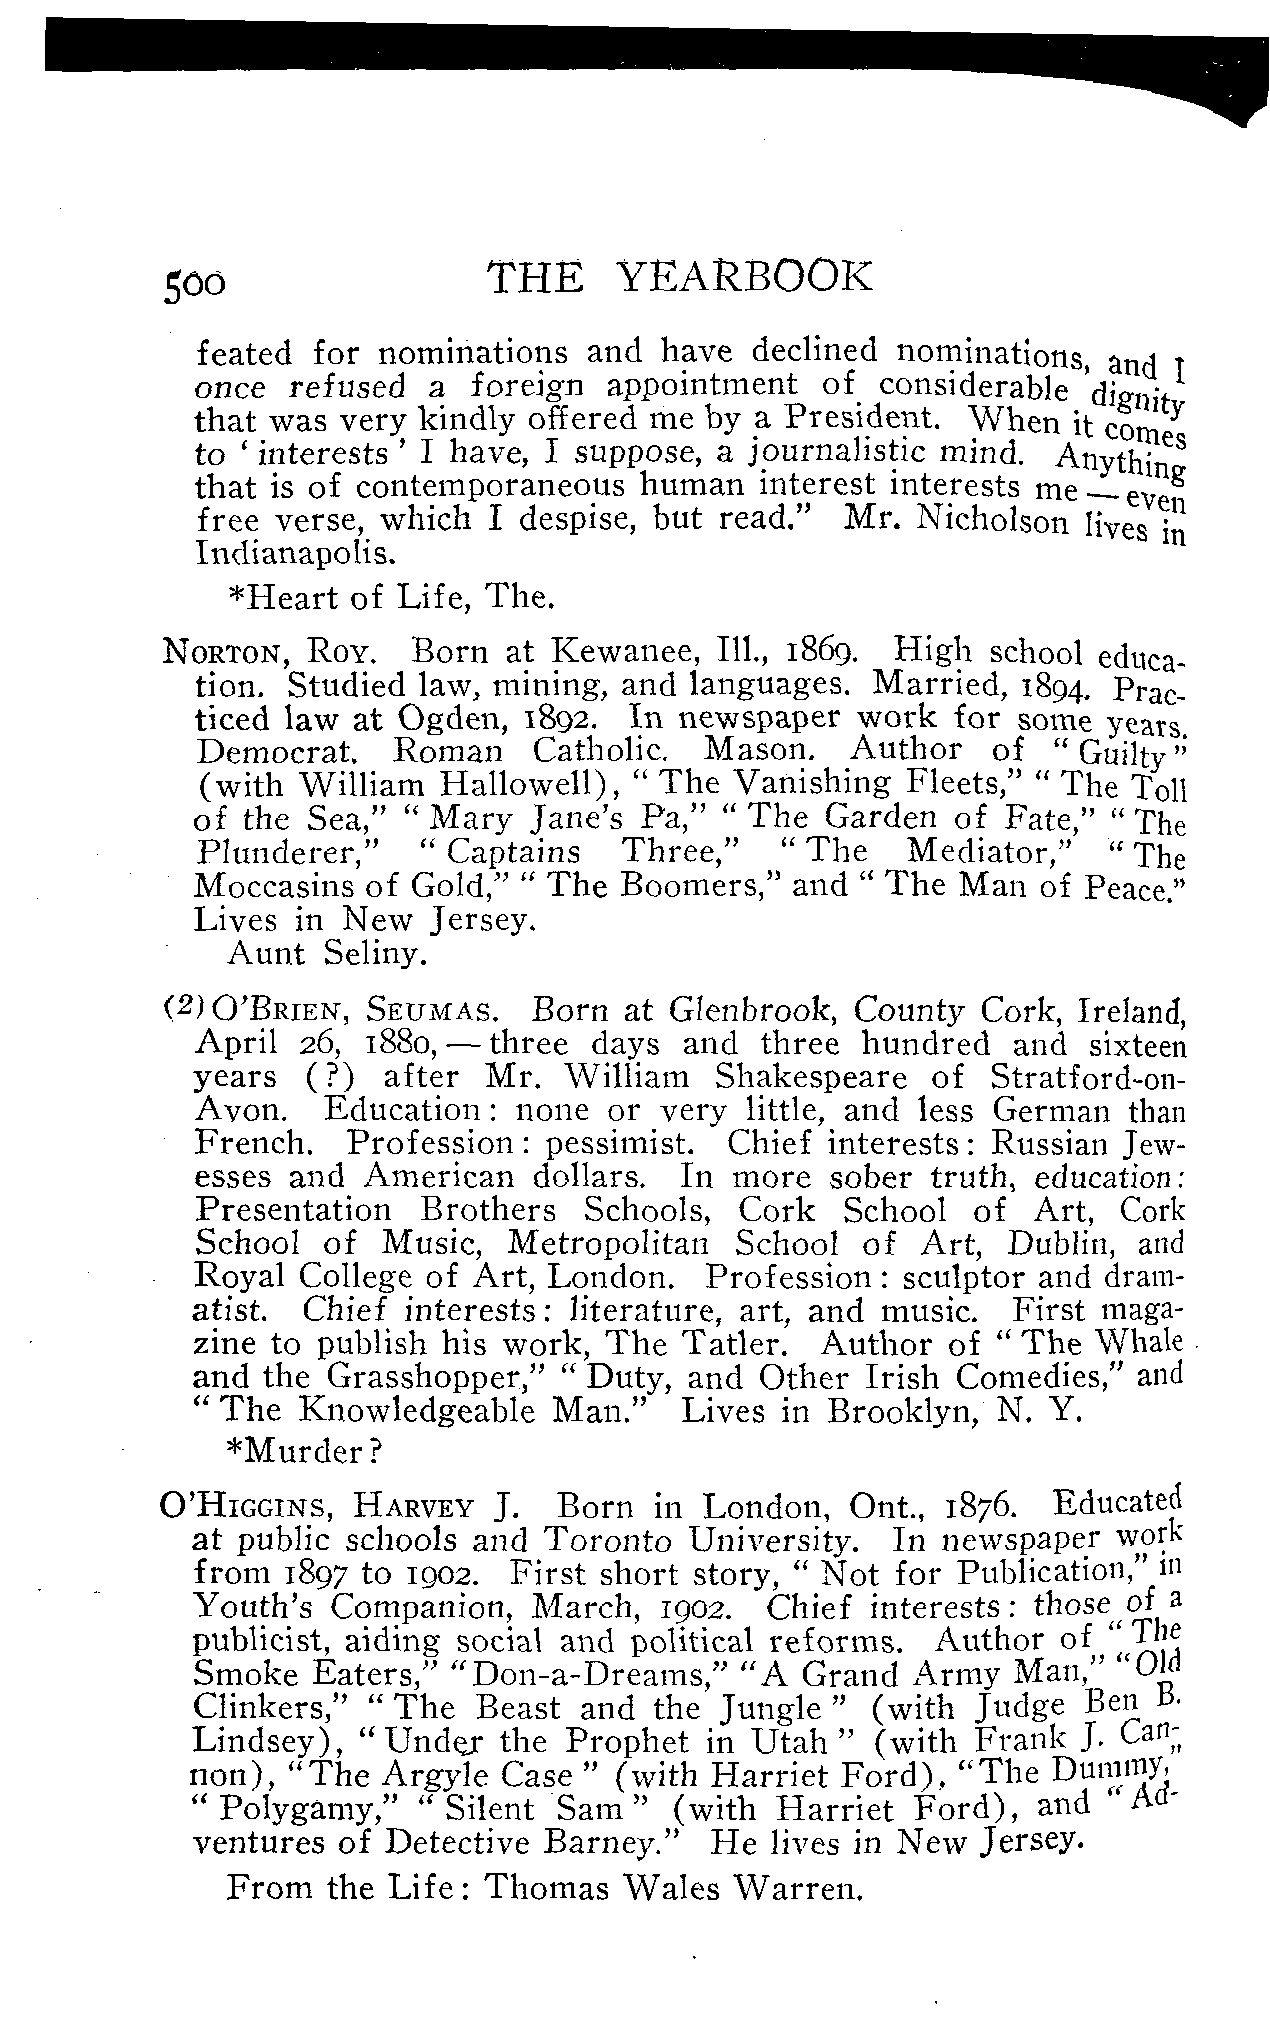 500 THE YEARBOOK
feated for nominations and have declined nominations, and I
once refused a foreign appointment of considerable dignity
that was very kindly offered me by a President. When it comes
to ‘ interests ’ I have, I suppose, a journalistic mind. Anything
that is of contemporaneous human interest interests me — even
free verse, which I despise, but read.” Mr. Nicholson lives in
Indianapolis.
*Heart of Life, The.
NORTON, ROY. Born at Kewanee, Ill., 1869. High school educa-
tion. Studied law, mining, and languages. Married, 1894. Prac-
ticed law at Ogden, 1892. In newspaper work for some years.
Democrat. Roman Catholic. Mason. Author of “ Guilty ”
(with William Hallowell), “ The Vanishing Fleets,” “ The Toll
of the Sea,” “ Mary Jane’s Pa,” “ The Garden of Fate,” “ The
Plunderer,” “ Captains Three,” “ The Mediator,” “ The
Moccasins of Gold,” “ The Boomers,” and “ The Man of Peace.”
Lives in New Jersey.
Aunt Seliny.
(2) O’BRIEN, SEUMAS. Born at Glenbrook, County Cork, Ireland,
April 26, 1880, — three days and three hundred and sixteen
years (?) after Mr. William Shakespeare of Stratford-on-
Avon. Education : none or very little, and less German than
French. Profession : pessimist. Chief interests : Russian Jew-
esses and American dollars. In more sober truth, education :
Presentation Brothers Schools, Cork School of Art, Cork
School of Music, Metropolitan School of Art, Dublin, and
Royal College of Art, London. Profession : sculptor and dram-
atist. Chief interests : literature, art, and music. First maga-
zine to publish his work, The Tatler. Author of “ The Whale
and the Grasshopper,” “ Duty, and Other Irish Comedies,” and
“ The Knowledgeable Man.” Lives in Brooklyn, N. Y.
*Murder ?
O’HIGGINS, HARVEY J. Born in London, Ont., 1876. Educated
at public schools and Toronto University. In newspaper work
from 1897 to 1902. First short story, “ Not for Publication,” in
Youth’s Companion, March, 1902. Chief interests : those of a
publicist, aiding social and political reforms. Author of “ The
Smoke Eaters,” “ Don-a-Dreams,” “ A Grand Army Man,” “ Old
Clinkers,” “ The Beast and the Jungle ” (with Judge Ben B.
Lindsey), “ Under the Prophet in Utah ” (with Frank J. Can-
non), “ The Argyle Case ” (with Harriet Ford), “ The Dummy,”
“ Polygamy,” “ Silent Sam ” (with Harriet Ford), and “ Ad-
ventures of Detective Barney.” He lives in New Jersey.
From the Life : Thomas Wales Warren.